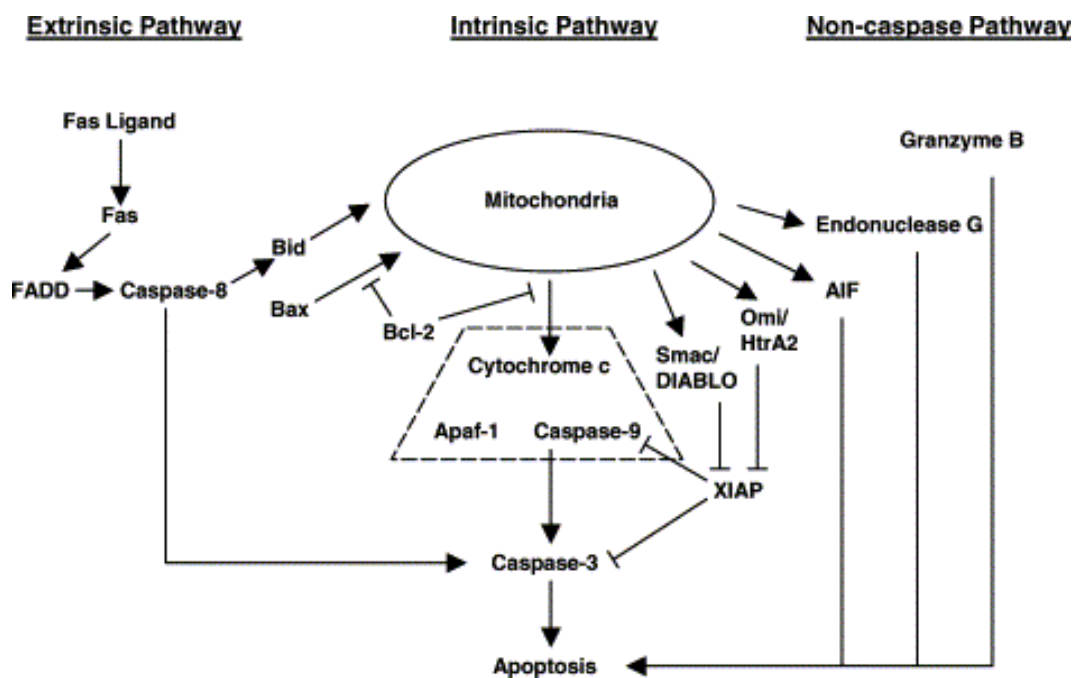 Extrinsic Pathway
Intrinsic Pathway
Non-caspase Pathway
Fas Ligand
Granzyme B
Mitochondria
Fas
Endonuclease G
Bid
FADD
Caspase-8
AIF
Bax
Omi/
HtrA2
Bcl-2
Smac/
DIABLO
Cytochrome c
Apaf-1
Caspase-9
XIAP
Caspase-3
Apoptosis